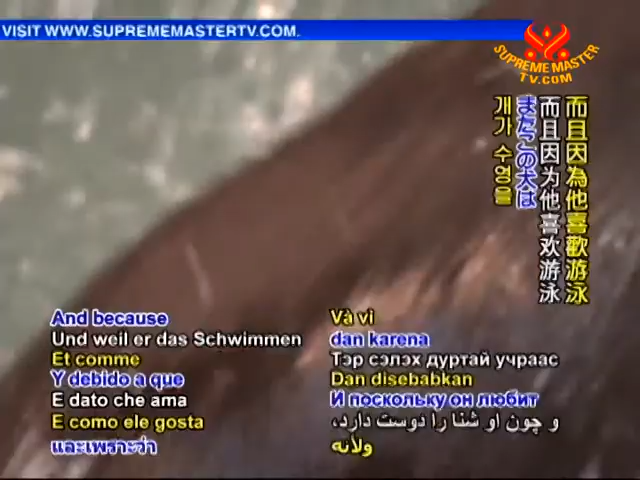 VISIT WWW.SUPREMEMASTERTV.COM.
SUPREME MASTER
TV.COM
而且因為他喜歡游泳
而且因为他喜欢游泳
またこの犬は
개가 수영을
And because
Und weil er das Schwimmen
Et comme
Y debido a que
E dato che ama
E como ele gosta
และเพราะว่า
Và vì
dan karena
Тэр сэлэх дуртай учраас
Dan disebabkan
И поскольку он любит
و چون او شنا را دوست دارد،
ولأنه